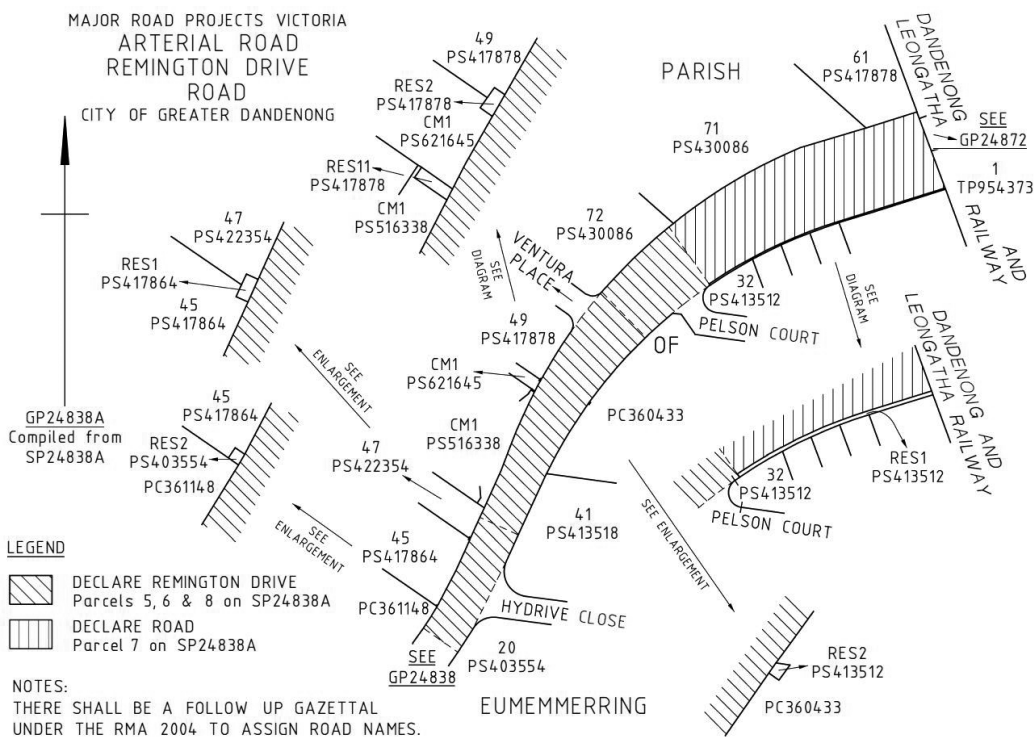 MAJOR ROAD PROJECTS VICTORIA
ARTERIAL ROAD
REMINGTON DRIVE
ROAD
CITY OF GREATER DANDENONG
49
PS417878
RES2
PS417878
CM1
PS621645
RES11
PS417878
CM1
PS516338
47
PS422354
RES1
PS417864
45
PS417864
45
PS417864
RES2
PS403554
PC361148
GP24838A
Compiled from
SP24838A
PARISH
61
PS417878
DANDENONG
LEONGATHA
SEE
GP24872
1
TP954373
AND
RAILWAY
71
PS430086
72
PS430086
VENTURA
PLACE
SEE
DIAGRAM
49
PS417878
CM1
PS621645
CM1
PS516338
47
PS422354
45
PS417864
PC361148
SEE
ENLARGEMENT
SEE
ENLARGEMENT
32
PS413512
PELSON COURT
OF
SEE
DIAGRAM
PC360433
41
PS413518
HYDRIVE CLOSE
20
PS403554
SEE
GP24838
SEE ENLARGEMENT
DANDENONG AND
LEONGATHA RAILWAY
RES1
PS413512
32
PS413512
PELSON COURT
RES2
PS413512
PC360433
EUMEMMERRING
LEGEND
DECLARE REMINGTON DRIVE
Parcels 5, 6 & 8 on SP24838A
DECLARE ROAD
Parcel 7 on SP24838A
NOTES:
THERE SHALL BE A FOLLOW UP GAZETTAL
UNDER THE RMA 2004 TO ASSIGN ROAD NAMES.